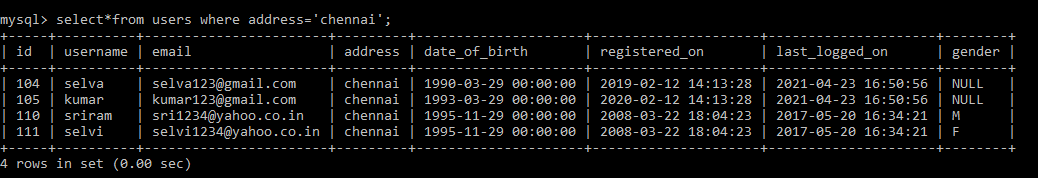 mysql> select*from users where address='chennai';
+-----+----------+-----------------------+---------+---------------------+---------------------+---------------------+--------+
| id  | username | email                 | address | date_of_birth       | registered_on       | last_logged_on      | gender |
+-----+----------+-----------------------+---------+---------------------+---------------------+---------------------+--------+
| 104 | selva    | selva123@gmail.com    | chennai | 1990-03-29 00:00:00 | 2019-02-12 14:13:28 | 2021-04-23 16:50:56 | NULL   |
| 105 | kumar    | kumar123@gmail.com    | chennai | 1993-03-29 00:00:00 | 2020-02-12 14:13:28 | 2021-04-23 16:50:56 | NULL   |
| 110 | sriram   | sri1234@yahoo.co.in   | chennai | 1995-11-29 00:00:00 | 2008-03-22 18:04:23 | 2017-05-20 16:34:21 | M      |
| 111 | selvi    | selvi1234@yahoo.co.in | chennai | 1995-11-29 00:00:00 | 2008-03-22 18:04:23 | 2017-05-20 16:34:21 | F      |
+-----+----------+-----------------------+---------+---------------------+---------------------+---------------------+--------+
4 rows in set (0.00 sec)